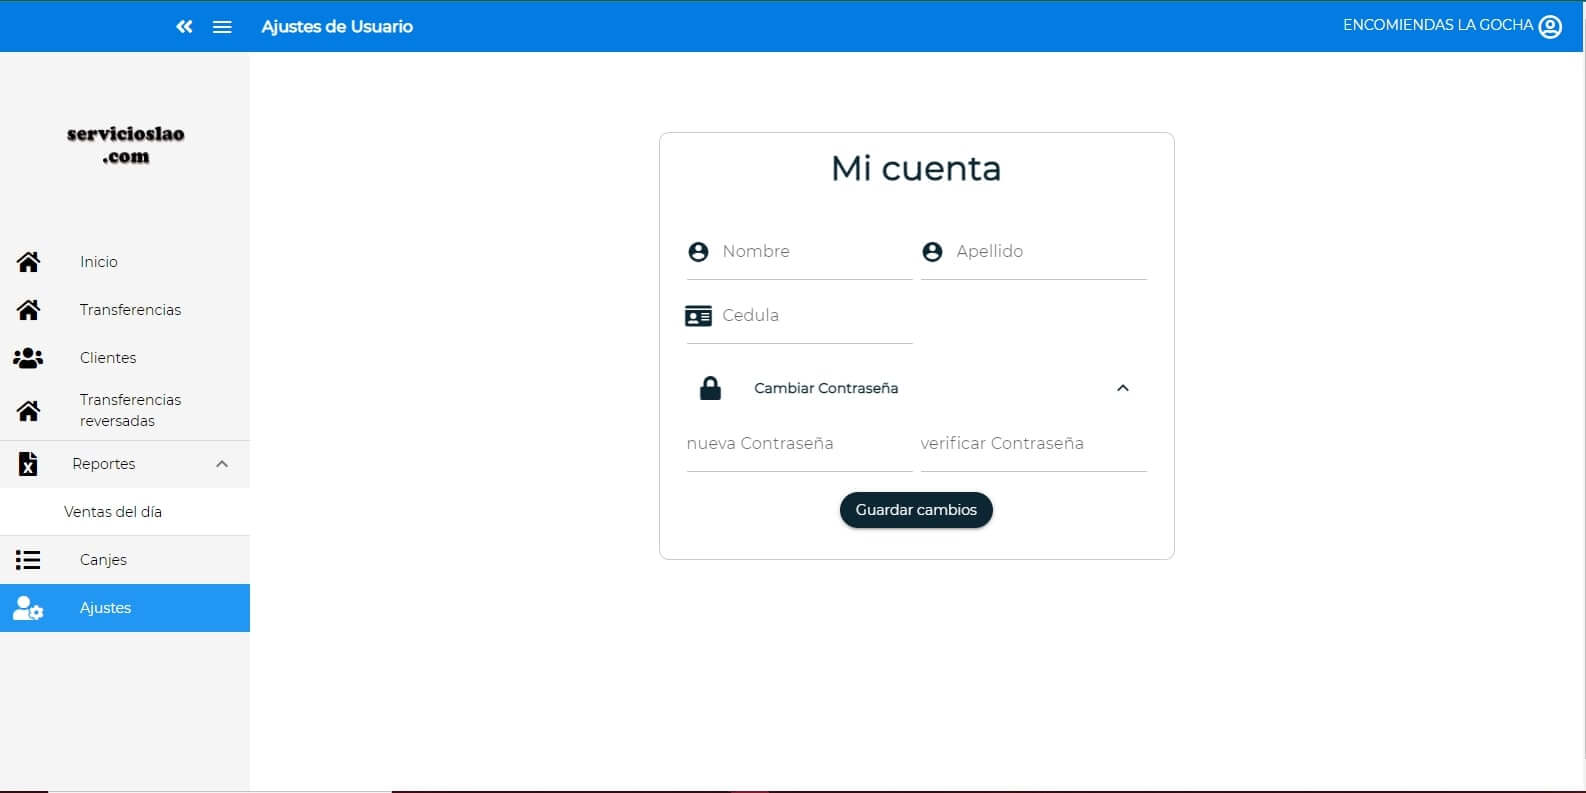 Ajustes de Usuario
ENCOMIENDAS LA GOCHA
servicioslao
.com
Inicio
Transferencias
Clientes
Transferencias
reversadas
Reportes
Ventas del día
Canjes
Ajustes
Mi cuenta
Nombre
Apellido
Cedula
Cambiar Contraseña
nueva Contraseña
verificar Contraseña
Guardar cambios